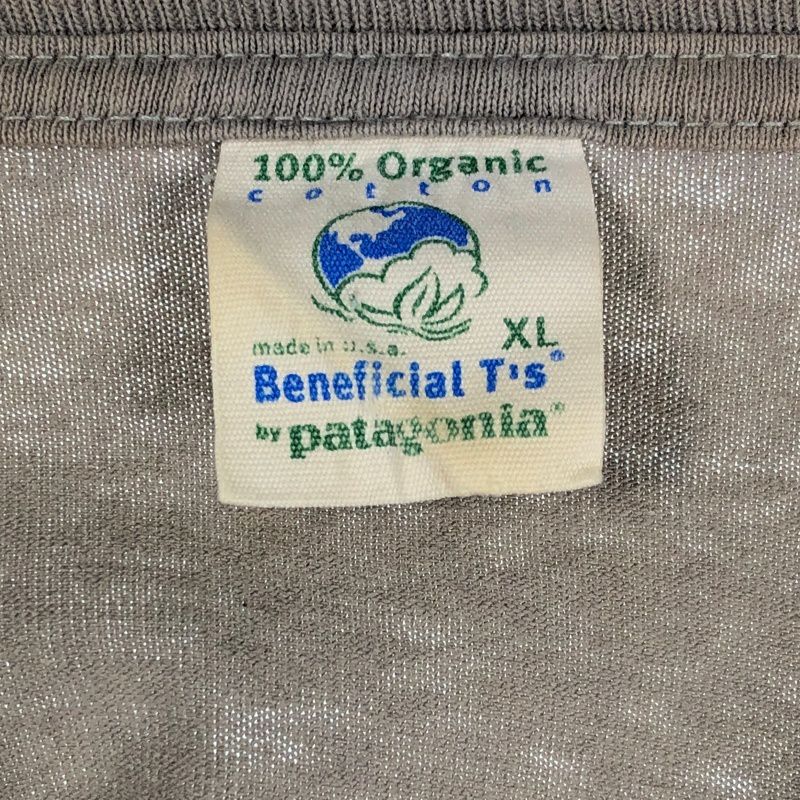 100% Organic
cotton
XL
made in U.S.A.
Beneficial T's®
by patagonia®